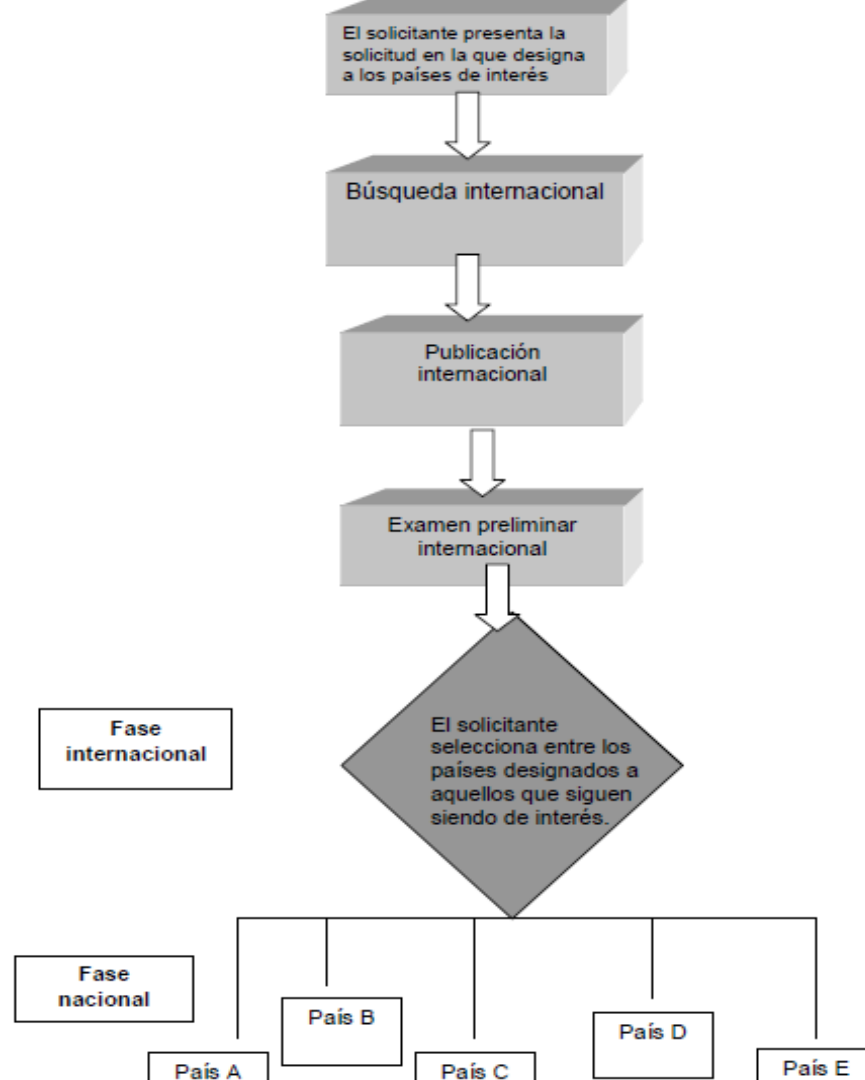 El solicitante presenta la
solicitud en la que designa
a los países de interés
Búsqueda internacional
Publicación
internacional
Examen preliminar
internacional
Fase
internacional
El solicitante
selecciona entre los
países designados a
aquellos que siguen
siendo de interés.
Fase
nacional
País A
País B
País C
País D
País E